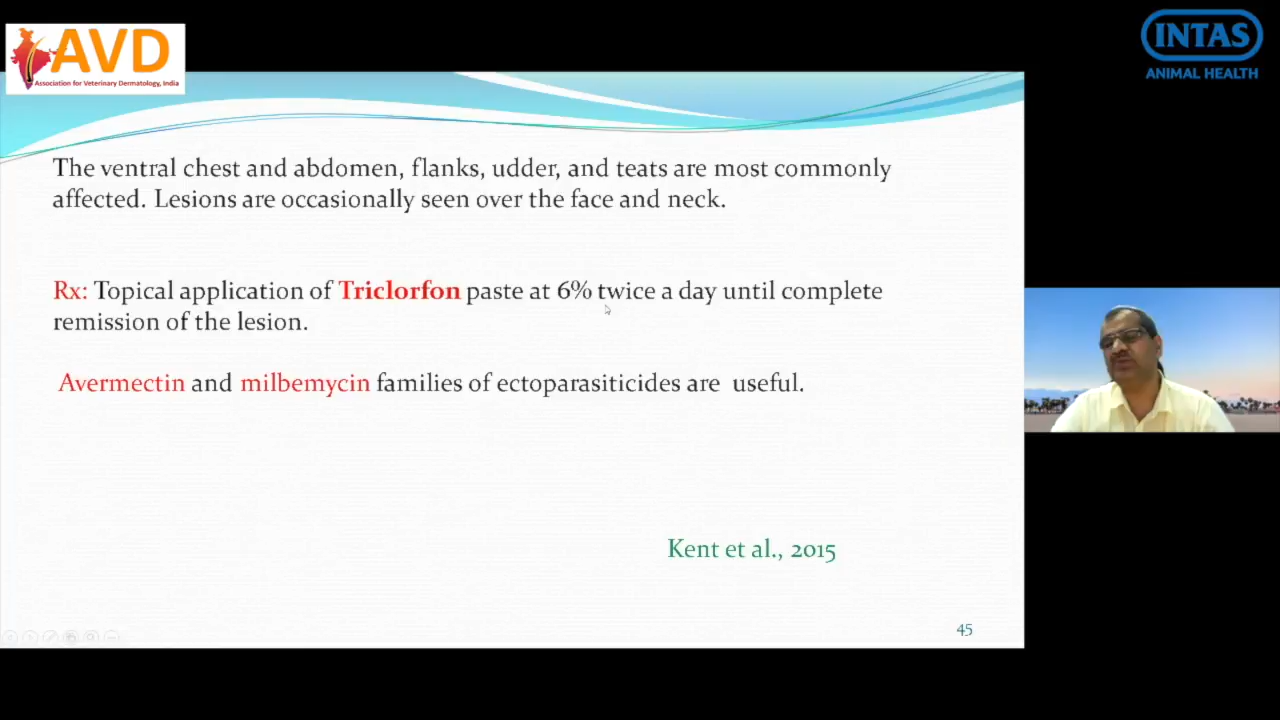 AVD
Association for Veterinary Dermatology, India
INTAS
ANIMAL HEALTH
The ventral chest and abdomen, flanks, udder, and teats are most commonly
affected. Lesions are occasionally seen over the face and neck.
Rx: Topical application of Triclorfon paste at 6% twice a day until complete
remission of the lesion.
Avermectin and milbemycin families of ectoparasiticides are useful.
Kent et al., 2015
45